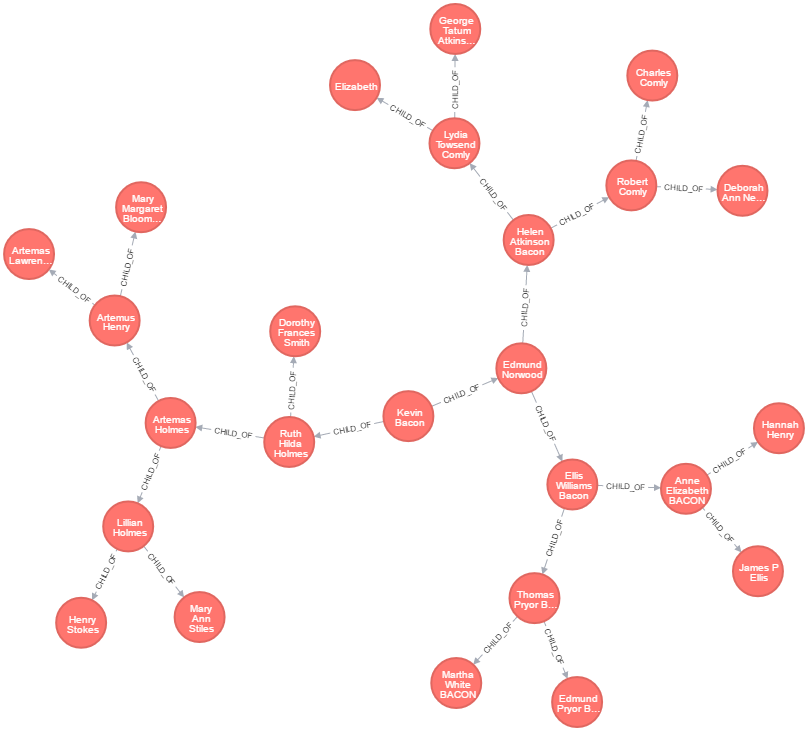 George
Tatum
Atkins...
Elizabeth
CHILD_OF
CHILD_OF
Lydia
Towsend
Comly
Charles
Comly
CHILD_OF
Robert
Comly
CHILD_OF
Deborah
Ann Ne...
CHILD_OF
CHILD_OF
Helen
Atkinson
Bacon
Mary
Margaret
Bloom...
Artemas
Lawren...
CHILD_OF
CHILD_OF
Artemus
Henry
CHILD_OF
Dorothy
Frances
Smith
CHILD_OF
CHILD_OF
Edmund
Norwood
Artemas
Holmes
CHILD_OF
Ruth
Hilda
Holmes
CHILD_OF
Kevin
Bacon
CHILD_OF
CHILD_OF
Hannah
Henry
CHILD_OF
CHILD_OF
Ellis
Williams
Bacon
CHILD_OF
Anne
Elizabeth
BACON
Lillian
Holmes
CHILD_OF
CHILD_OF
CHILD_OF
CHILD_OF
James P
Ellis
Henry
Stokes
Mary
Ann
Stiles
Thomas
Pryor B...
CHILD_OF
CHILD_OF
Martha
White
BACON
Edmund
Pryor B...